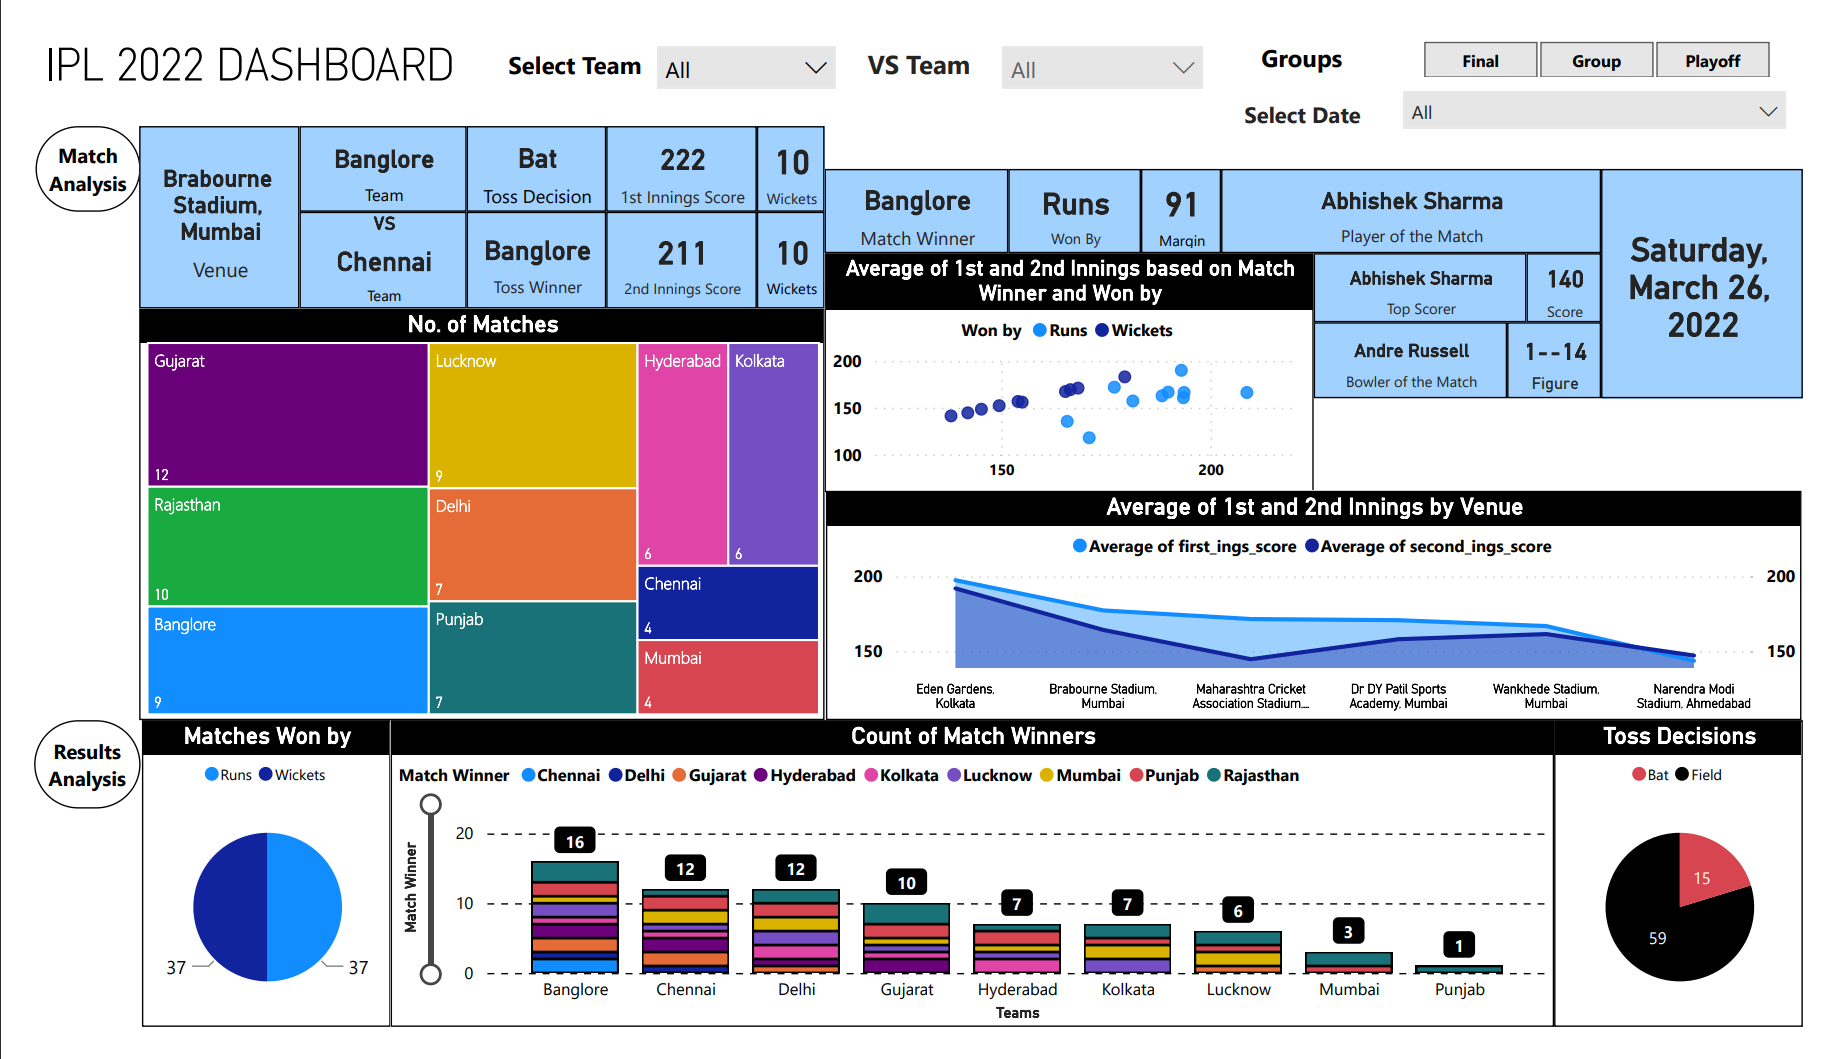 IPL 2022 DASHBOARD
Select Team
All
VS Team
All
Groups
Final
Group
Playoff
Select Date
All
Match
Analysis
Brabourne
Stadium,
Mumbai
Venue
Banglore
Team
VS
Chennai
Team
Bat
Toss Decision
Banglore
Toss Winner
222
1st Innings Score
211
2nd Innings Score
10
Wickets
10
Wickets
Banglore
Match Winner
Runs
Won By
91
Margin
Abhishek Sharma
Player of the Match
Abhishek Sharma
Top Scorer
140
Score
Andre Russell
Bowler of the Match
1--14
Figure
Saturday,
March 26,
2022
No. of Matches
Gujarat
12
Rajasthan
10
Banglore
9
Lucknow
9
Delhi
7
Punjab
7
Hyderabad
6
Kolkata
6
Chennai
4
Mumbai
4
Average of 1st and 2nd Innings based on Match
Winner and Won by
Won by Runs Wickets
200
150
100
150 200
Average of 1st and 2nd Innings by Venue
Average of first_ings_score Average of second_ings_score
200 200
150 150
Eden Gardens,
Kolkata
Brabourne Stadium,
Mumbai
Maharashtra Cricket
Association Stadium,...
Dr DY Patil Sports
Academy, Mumbai
Wankhede Stadium,
Mumbai
Narendra Modi
Stadium, Ahmedabad
Results
Analysis
Matches Won by
Runs Wickets
37 37
Count of Match Winners
Match Winner Chennai Delhi Gujarat Hyderabad Kolkata Lucknow Mumbai Punjab Rajasthan
Match Winner
20
10
0
16
12
12
10
7
7
6
3
1
Banglore Chennai Delhi Gujarat Hyderabad Kolkata Lucknow Mumbai Punjab
Teams
Toss Decisions
Bat Field
15
59